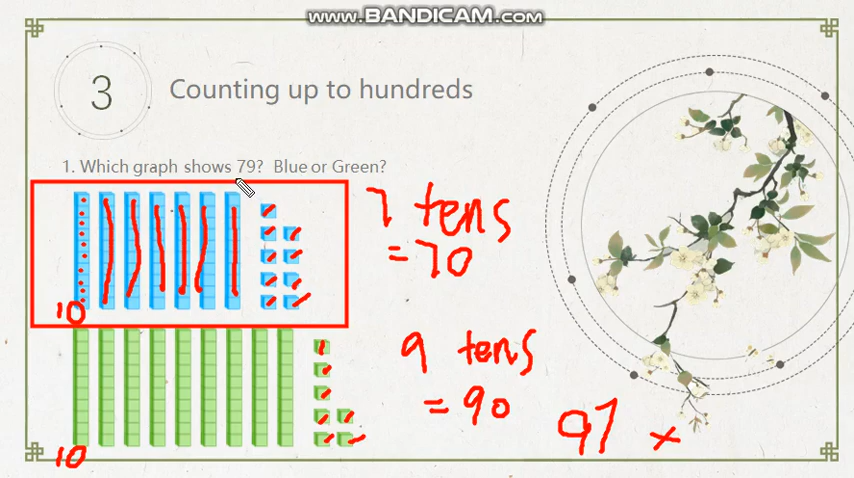 www.BANDICAM.com
3
Counting up to hundreds
1. Which graph shows 79? Blue or Green?
7 tens
= 70
10
9 tens
= 90
97 ×
10